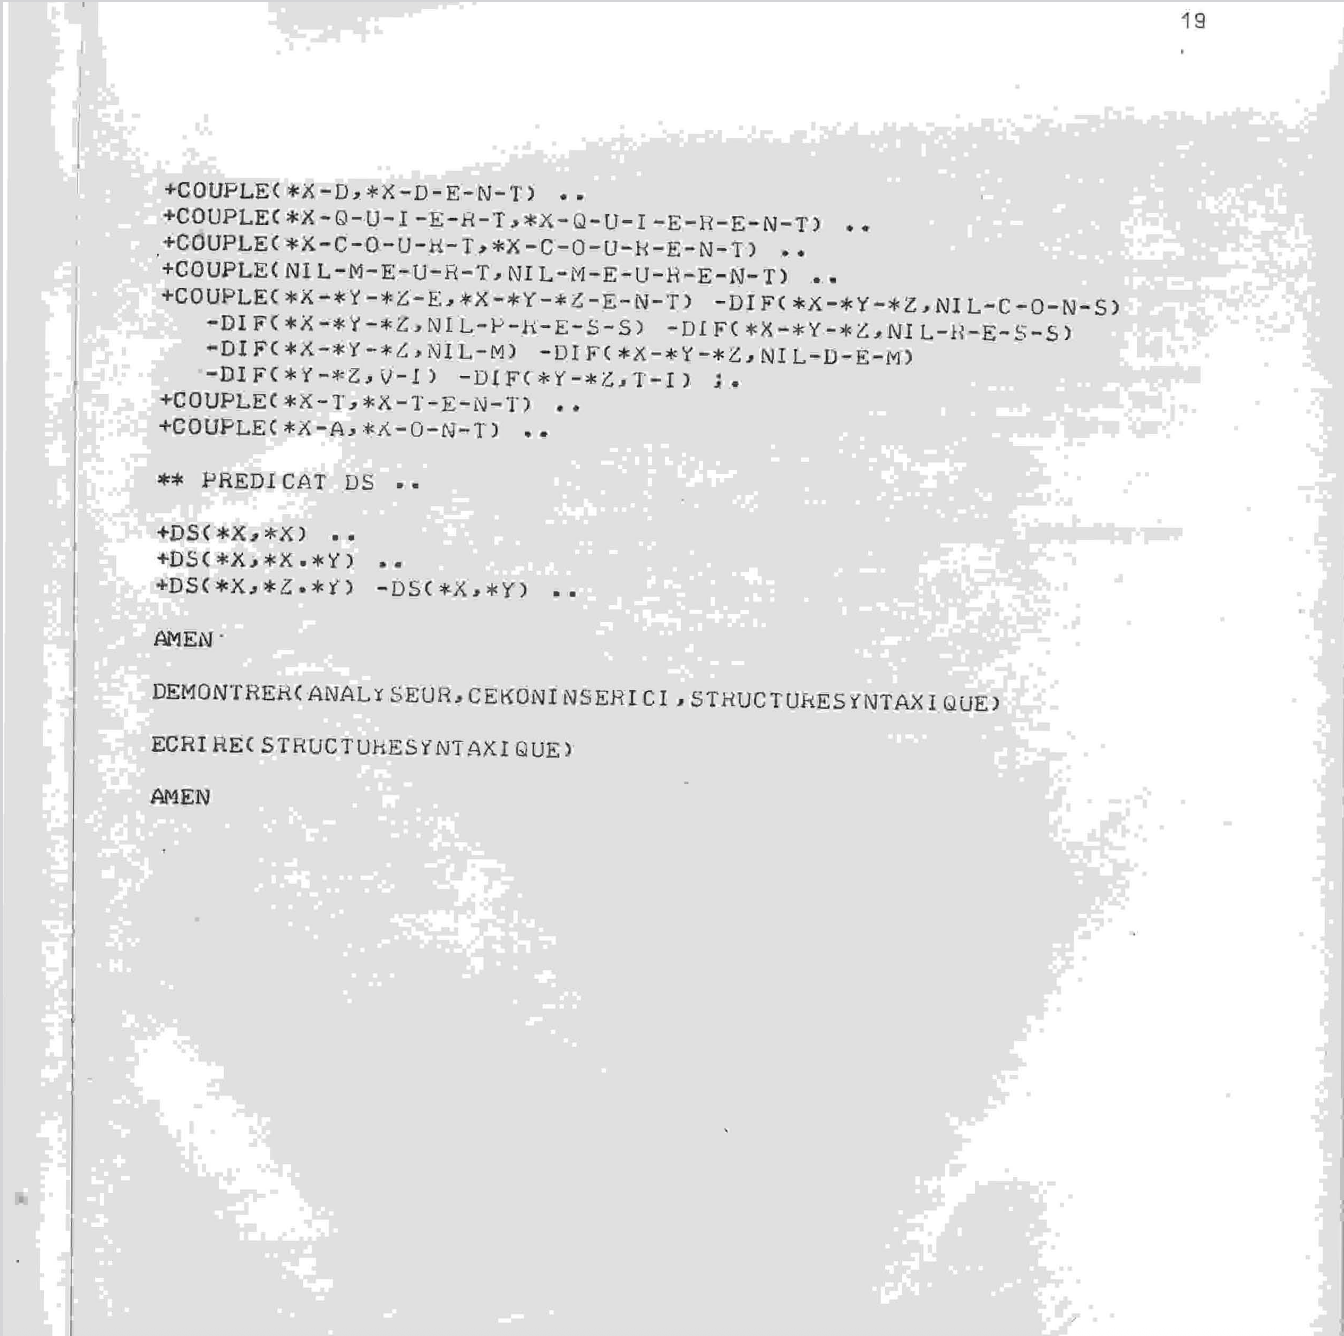 19
+COUPLE(*X-D,*X-D-E-N-T) ..
+COUPLE(*X-Q-U-I-E-R-T,*X-Q-U-I-E-R-E-N-T) ..
+COUPLE(*X-C-O-U-R-T,*X-C-O-U-R-E-N-T) ..
+COUPLE(NIL-M-E-U-R-T,NIL-M-E-U-R-E-N-T) ..
+COUPLE(*X-*Y-*Z-E,*X-*Y-*Z-E-N-T) -DIF(*X-*Y-*Z,NIL-C-O-N-S)
-DIF(*X-*Y-*Z,NIL-P-R-E-S-S) -DIF(*X-*Y-*Z,NIL-R-E-S-S)
-DIF(*X-*Y-*Z,NIL-M) -DIF(*X-*Y-*Z,NIL-D-E-M)
-DIF(*Y-*Z,V-I) -DIF(*Y-*Z,T-I) ;.
+COUPLE(*X-T,*X-T-E-N-T) ..
+COUPLE(*X-A,*X-O-N-T) ..
** PREDICAT DS ..
+DS(*X,*X) ..
+DS(*X,*X.*Y) ..
+DS(*X,*Z.*Y) -DS(*X,*Y) ..
AMEN
DEMONTRER(ANALYSEUR,CEKONINSERICI,STRUCTURESYNTAXIQUE)
ECRIRE(STRUCTURESYNTAXIQUE)
AMEN